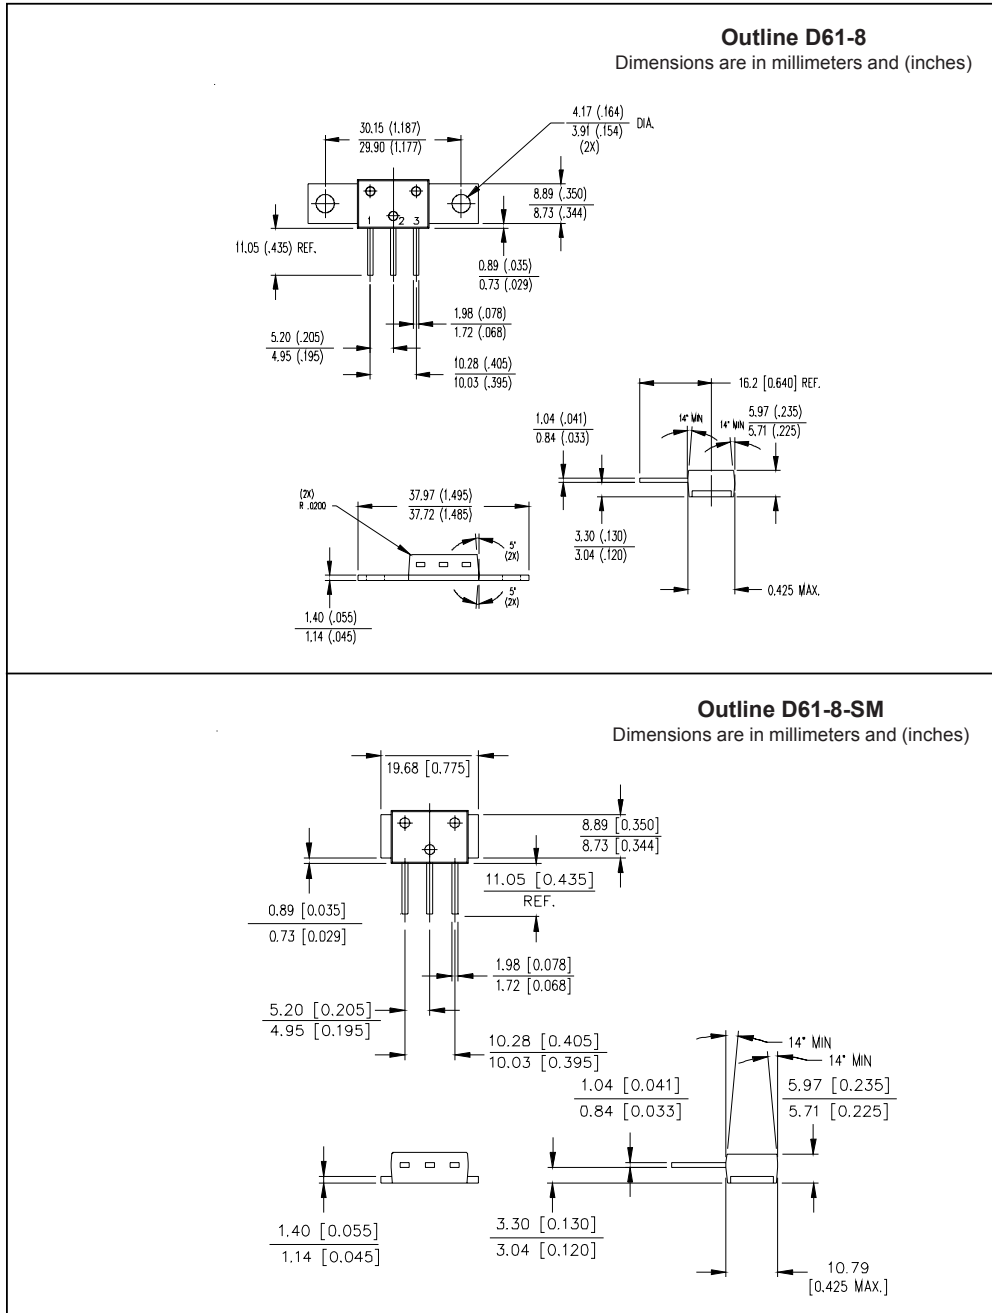 Outline D61-8
Dimensions are in millimeters and (inches)
4.17 (.164)
3.91 (.154)
DIA.
(2X)
30.15 (1.187)
29.90 (1.177)
8.89 (.350)
8.73 (.344)
1 2 3
11.05 (.435) REF.
0.89 (.035)
0.73 (.029)
1.98 (.078)
1.72 (.068)
5.20 (.205)
4.95 (.195)
10.28 (.405)
10.03 (.395)
16.2 [0.640] REF.
1.04 (.041)
0.84 (.033)
14° MIN
14° MIN
5.97 (.235)
5.71 (.225)
(2X)
R .0200
37.97 (1.495)
37.72 (1.485)
3.30 (.130)
3.04 (.120)
5°
(2X)
5°
(2X)
0.425 MAX.
1.40 (.055)
1.14 (.045)
Outline D61-8-SM
Dimensions are in millimeters and (inches)
19.68 [0.775]
8.89 [0.350]
8.73 [0.344]
11.05 [0.435]
REF.
0.89 [0.035]
0.73 [0.029]
1.98 [0.078]
1.72 [0.068]
5.20 [0.205]
4.95 [0.195]
10.28 [0.405]
10.03 [0.395]
14° MIN
14° MIN
1.04 [0.041]
0.84 [0.033]
5.97 [0.235]
5.71 [0.225]
1.40 [0.055]
1.14 [0.045]
3.30 [0.130]
3.04 [0.120]
10.79
[0.425 MAX.]